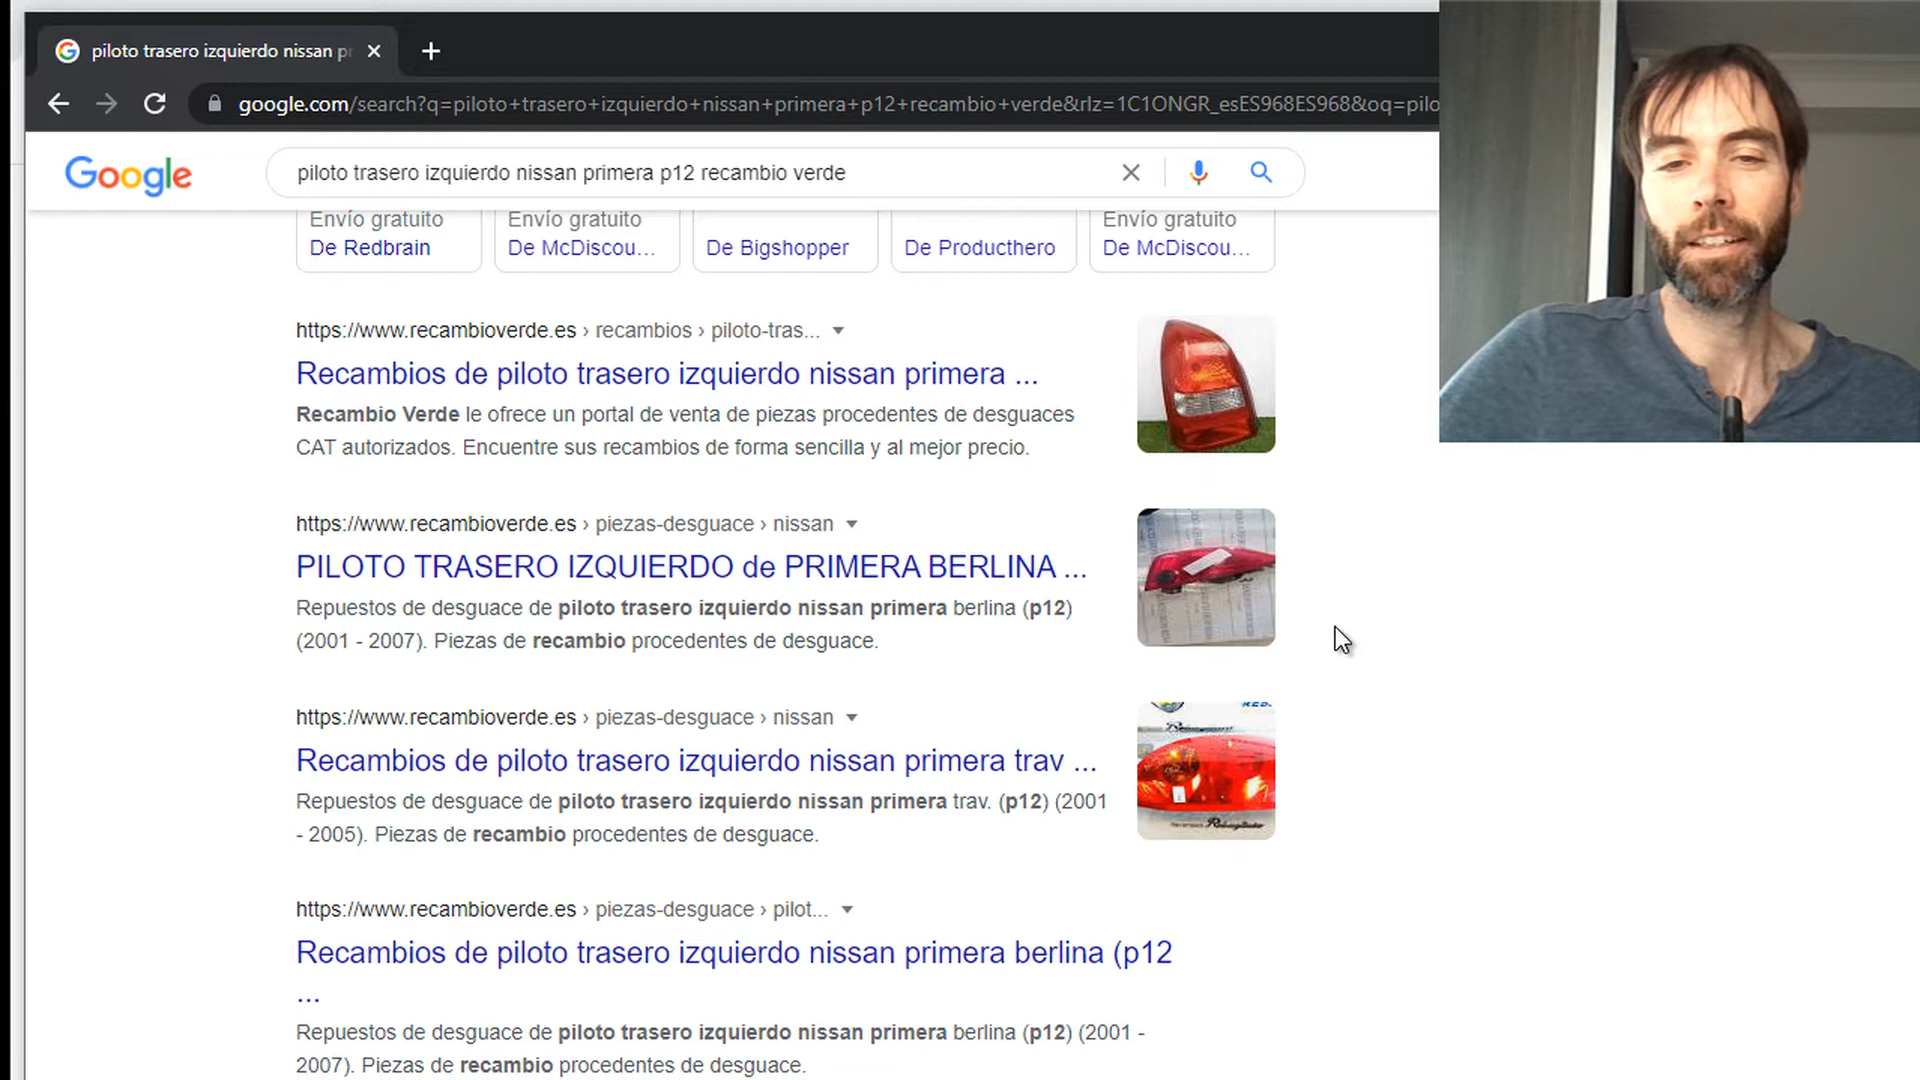 piloto trasero izquierdo nissan pr
google.com/search?q=piloto+trasero+izquierdo+nissan+primera+p12+recambio+verde&rlz=1C1ONGR_esES968ES968&oq=pilo
Google
piloto trasero izquierdo nissan primera p12 recambio verde
Envío gratuito
De Redbrain
Envío gratuito
De McDiscou...
De Bigshopper
De Producthero
Envío gratuito
De McDiscou...
https://www.recambioverde.es › recambios › piloto-tras...
Recambios de piloto trasero izquierdo nissan primera ...
Recambio Verde le ofrece un portal de venta de piezas procedentes de desguaces
CAT autorizados. Encuentre sus recambios de forma sencilla y al mejor precio.
https://www.recambioverde.es › piezas-desguace › nissan
PILOTO TRASERO IZQUIERDO de PRIMERA BERLINA ...
Repuestos de desguace de piloto trasero izquierdo nissan primera berlina (p12)
(2001 - 2007). Piezas de recambio procedentes de desguace.
https://www.recambioverde.es › piezas-desguace › nissan
Recambios de piloto trasero izquierdo nissan primera trav ...
Repuestos de desguace de piloto trasero izquierdo nissan primera trav. (p12) (2001
- 2005). Piezas de recambio procedentes de desguace.
https://www.recambioverde.es › piezas-desguace › pilot...
Recambios de piloto trasero izquierdo nissan primera berlina (p12
...
Repuestos de desguace de piloto trasero izquierdo nissan primera berlina (p12) (2001 -
2007). Piezas de recambio procedentes de desguace.